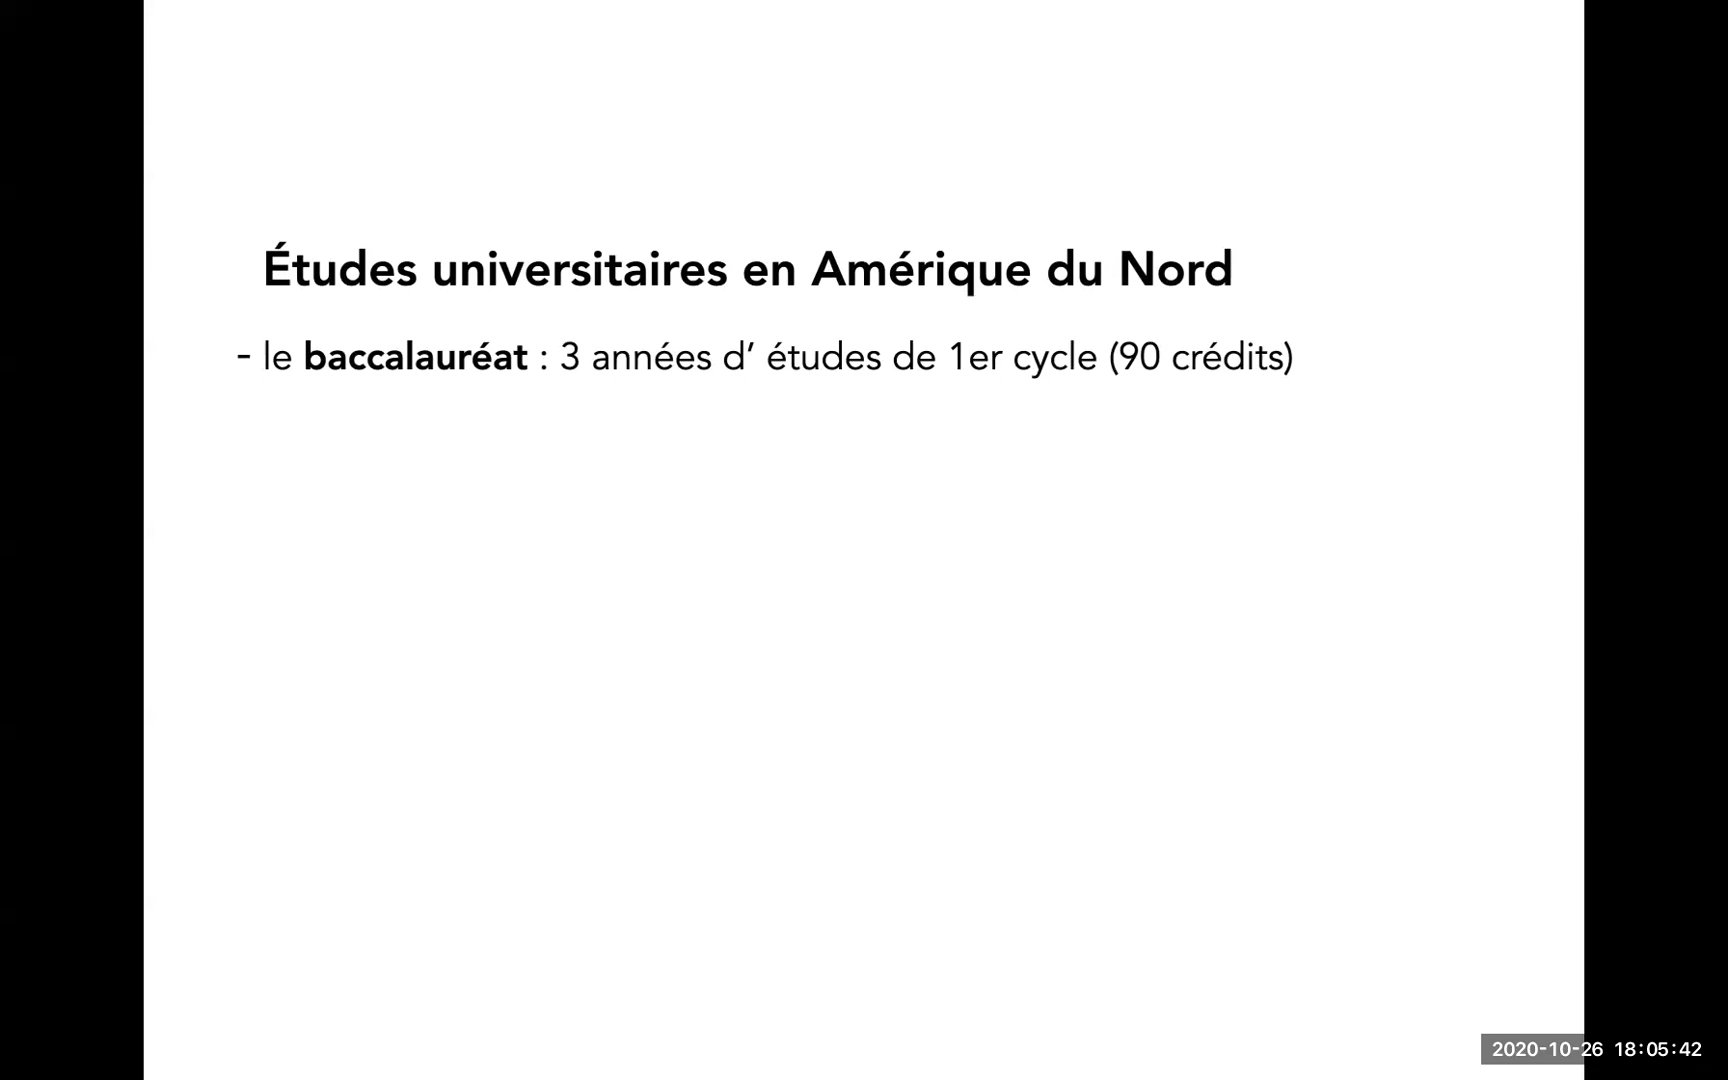 Études universitaires en Amérique du Nord
- le baccalauréat : 3 années d’ études de 1er cycle (90 crédits)
2020-10-26 18:05:42